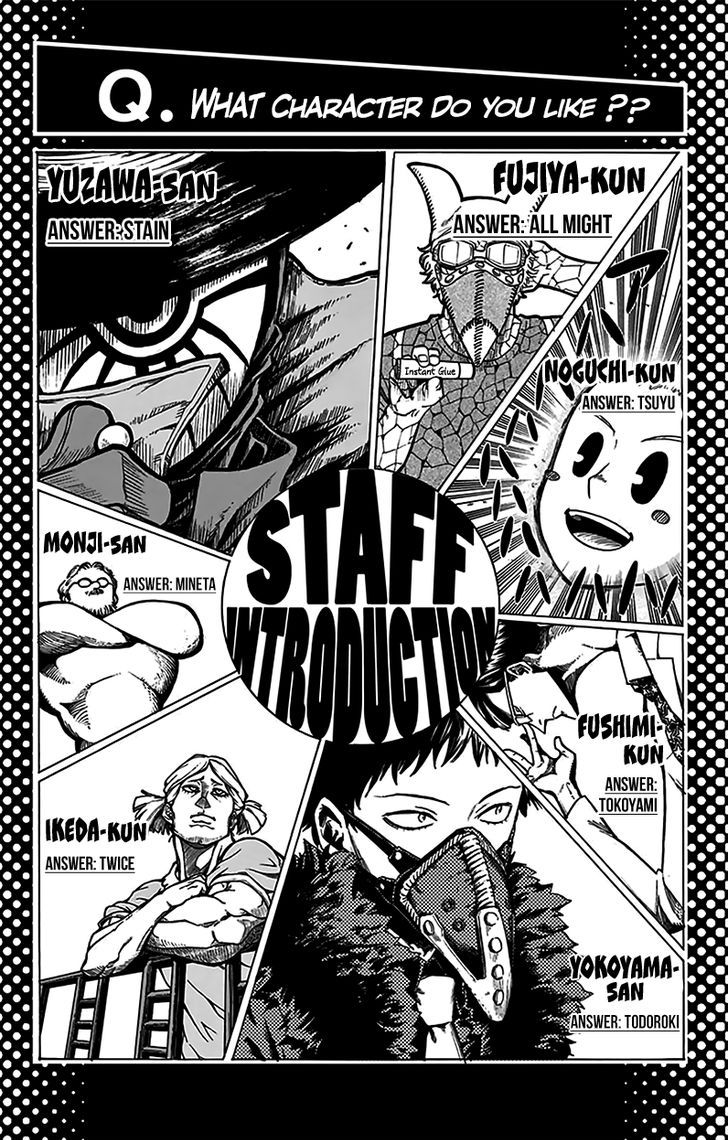 Q. WHAT CHARACTER DO YOU LIKE ??
YUZAWA-SAN
ANSWER: STAIN
FUJIYA-KUN
ANSWER: ALL MIGHT
Instant Glue
NOGUCHI-KUN
ANSWER: TSUYU
MONJI-SAN
ANSWER: MINETA
STAFF
INTRODUCTION
FUSHIMI-
KUN
ANSWER:
TOKOYAMI
IKEDA-KUN
ANSWER: TWICE
YOKOYAMA-
SAN
ANSWER: TODOROKI